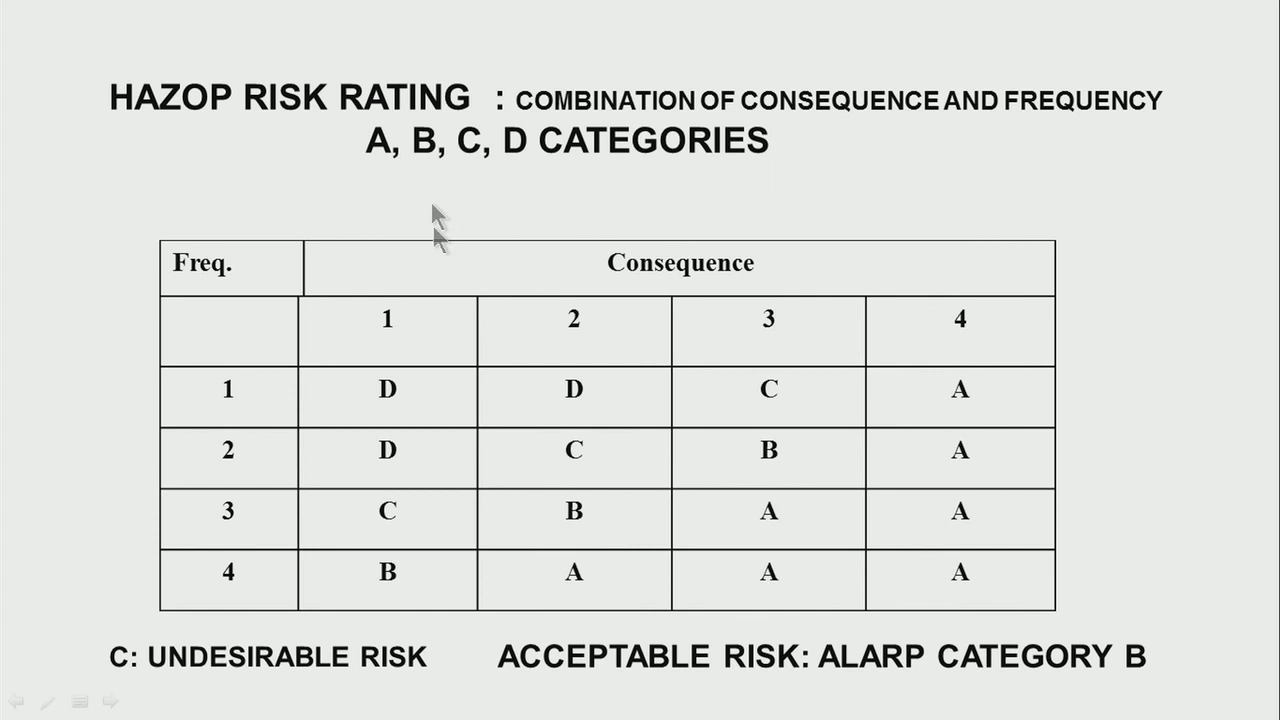 HAZOP RISK RATING : COMBINATION OF CONSEQUENCE AND FREQUENCY
A, B, C, D CATEGORIES
Freq. Consequence
1 2 3 4
1 D D C A
2 D C B A
3 C B A A
4 B A A A
C: UNDESIRABLE RISK ACCEPTABLE RISK: ALARP CATEGORY B